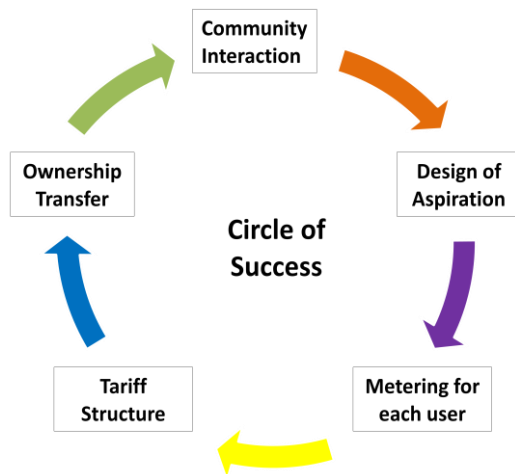 Community
Interaction
Design of
Aspiration
Metering for
each user
Tariff
Structure
Ownership
Transfer
Circle of
Success